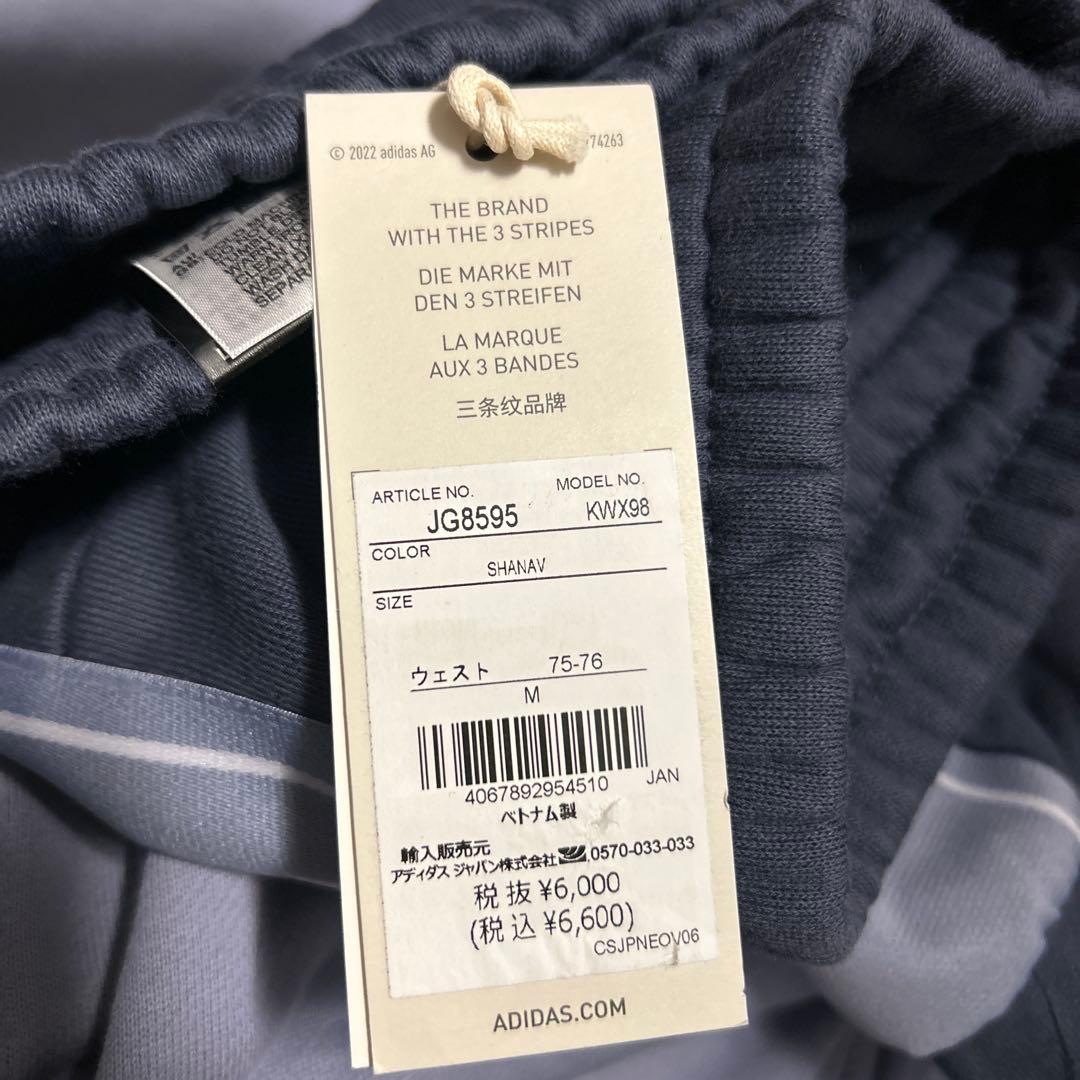 © 2022 adidas AG
74263
THE BRAND
WITH THE 3 STRIPES
DIE MARKE MIT
DEN 3 STREIFEN
LA MARQUE
AUX 3 BANDES
三条纹品牌
ARTICLE NO.
MODEL NO.
JG8595
KWX98
COLOR
SHANAV
SIZE
ウェスト 75-76
M
4067892954510 JAN
ベトナム製
輸入販売元
アディダス ジャパン株式会社 0570-033-033
税抜 ¥6,000
(税込 ¥6,600)
CSJPNEOV06
ADIDAS.COM